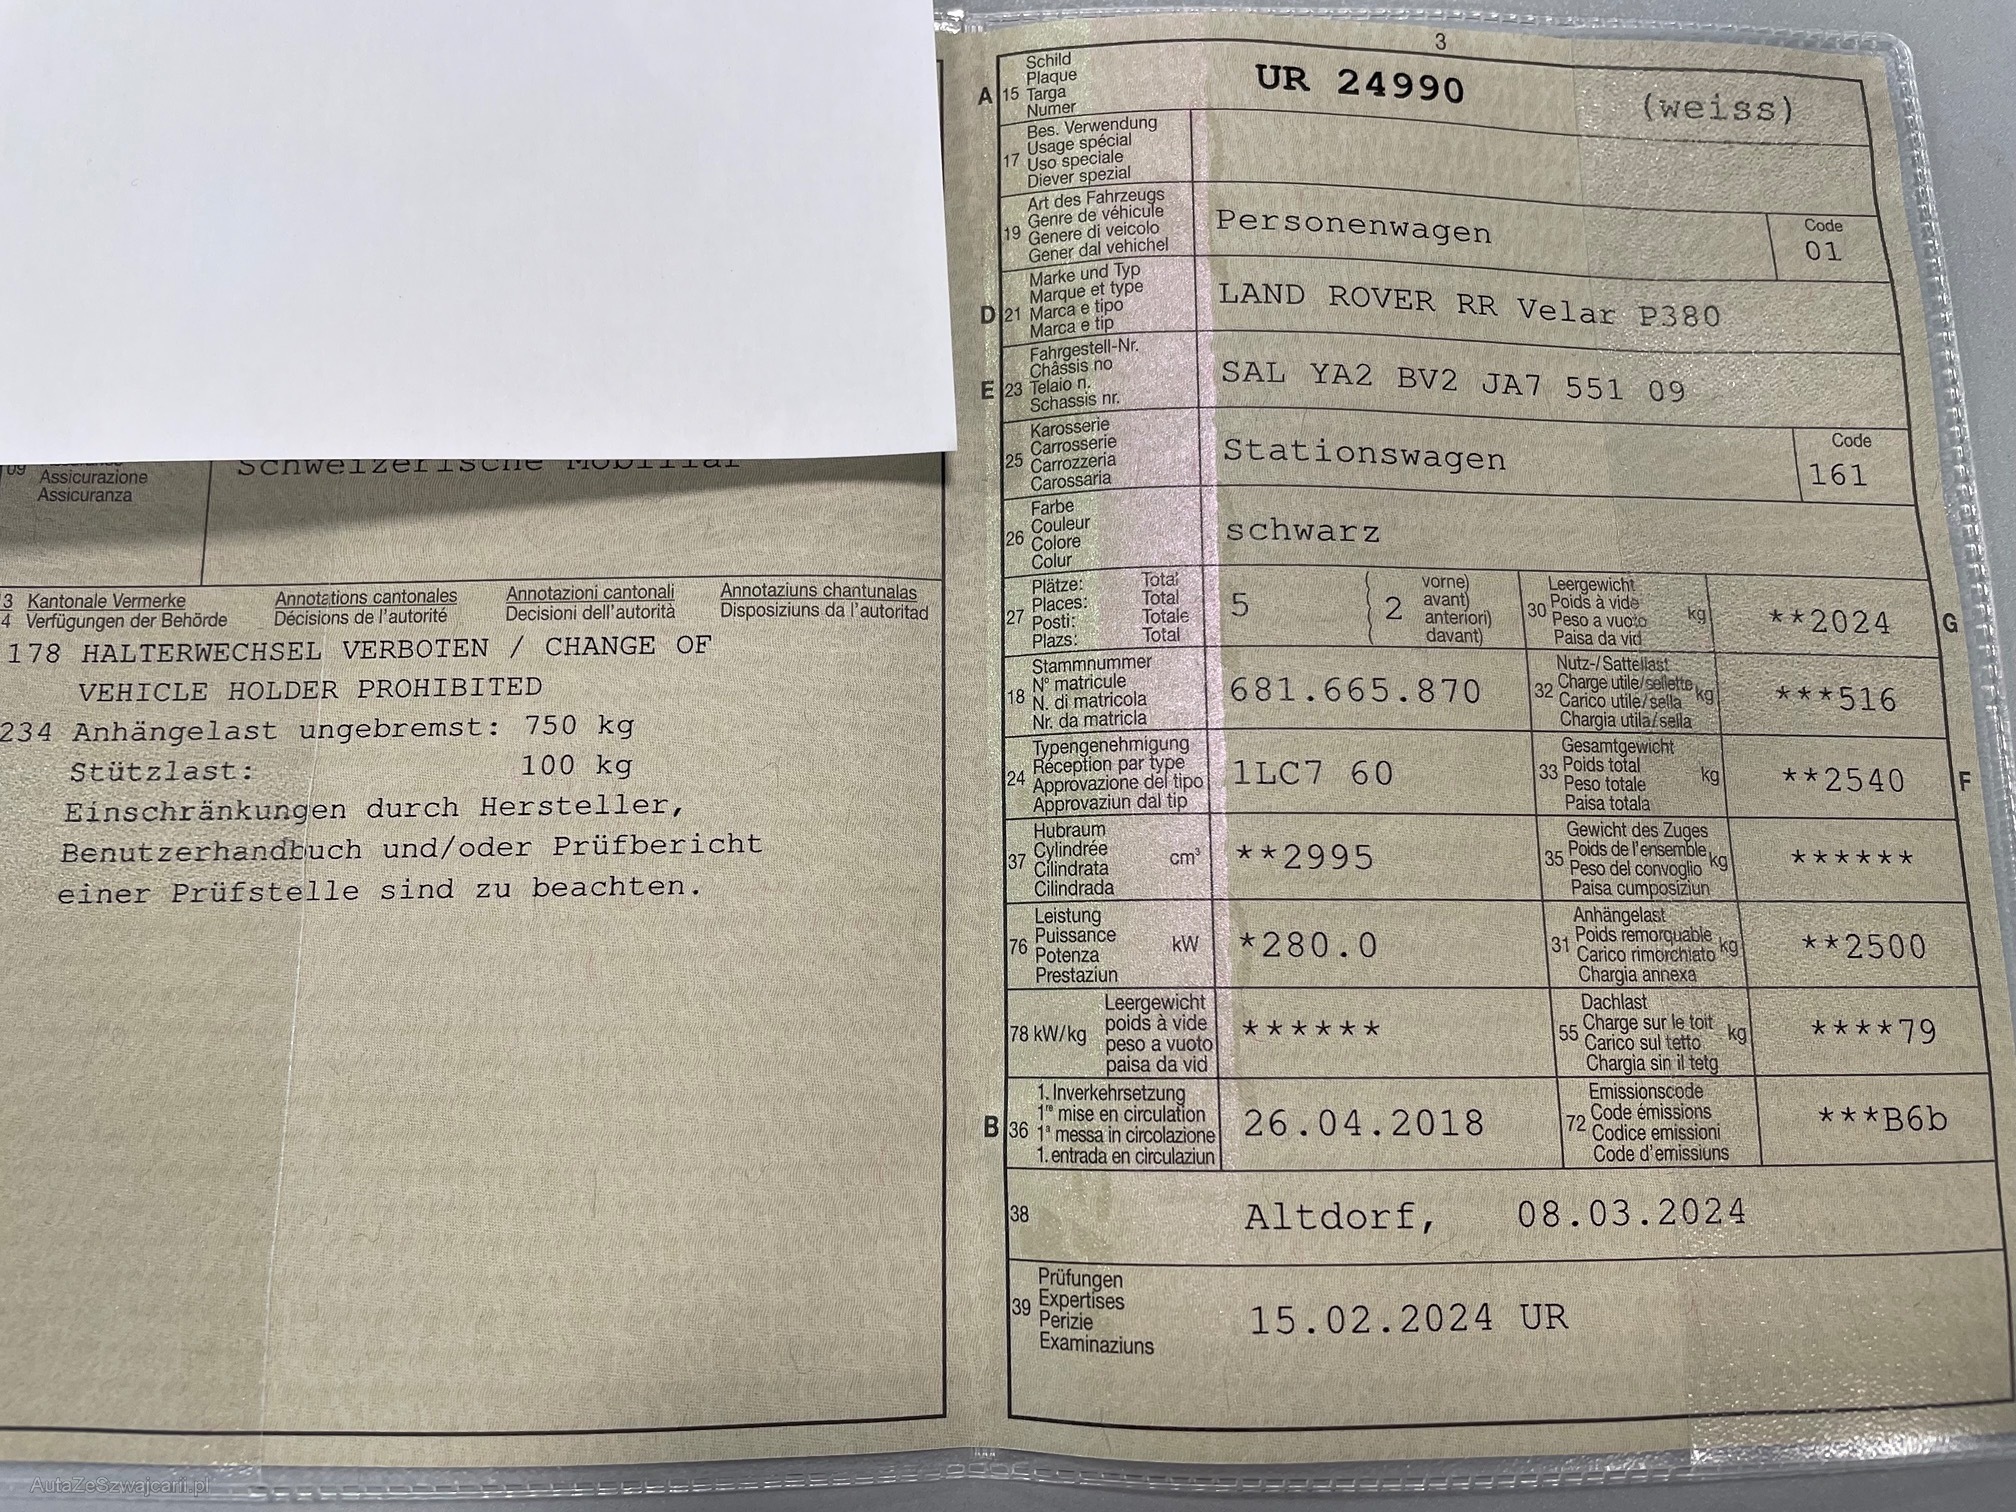 09
Assicurazione
Assicuranza
Schweizerische Mobiliar
3 Kantonale Vermerke
4 Verfügungen der Behörde
Annotations cantonales
Décisions de l'autorité
Annotazioni cantonali
Decisioni dell'autorità
Annotaziuns chantunalas
Disposiziuns da l'autoritad
178 HALTERWECHSEL VERBOTEN / CHANGE OF
VEHICLE HOLDER PROHIBITED
234 Anhängelast ungebremst: 750 kg
Stützlast: 100 kg
Einschränkungen durch Hersteller,
Benutzerhandbuch und/oder Prüfbericht
einer Prüfstelle sind zu beachten.
3
A 15
Schild
Plaque
Targa
Numer
UR 24990 (weiss)
17
Bes. Verwendung
Usage spécial
Uso speciale
Diever spezial
19
Art des Fahrzeugs
Genre de véhicule
Genere di veicolo
Gener dal vehichel
Personenwagen
Code
01
D 21
Marke und Typ
Marque et type
Marca e tipo
Marca e tip
LAND ROVER RR Velar P380
E 23
Fahrgestell-Nr.
Châssis no
Telaio n.
Schassis nr.
SAL YA2 BV2 JA7 551 09
25
Karosserie
Carrosserie
Carrozzeria
Carossaria
Stationswagen
Code
161
26
Farbe
Couleur
Colore
Colur
schwarz
27
Plätze: Total
Places: Total
Posti: Totale
Plazs: Total
5
2
vorne)
avant)
anteriori)
davant)
30
Leergewicht
Poids à vide
Peso a vuoto
Paisa da vid
kg
**2024
G
18
Stammnummer
N° matricule
N. di matricola
Nr. da matricla
681.665.870
32
Nutz-/Sattellast
Charge utile/sellette
Carico utile/sella
Chargia utila/sella
kg
***516
24
Typengenehmigung
Réception par type
Approvazione del tipo
Approvaziun dal tip
1LC7 60
33
Gesamtgewicht
Poids total
Peso totale
Paisa totala
kg
**2540
F
37
Hubraum
Cylindrée
Cilindrata
Cilindrada
cm³
**2995
35
Gewicht des Zuges
Poids de l'ensemble
Peso del convoglio
Paisa cumposiziun
kg
******
76
Leistung
Puissance
Potenza
Prestaziun
kW
*280.0
31
Anhängelast
Poids remorquable
Carico rimorchiato
Chargia annexa
kg
**2500
78 kW/kg
Leergewicht
poids à vide
peso a vuoto
paisa da vid
******
55
Dachlast
Charge sur le toit
Carico sul tetto
Chargia sin il tetg
kg
****79
B 36
1. Inverkehrsetzung
1re mise en circulation
1a messa in circolazione
1. entrada en circulaziun
26.04.2018
72
Emissionscode
Code émissions
Codice emissioni
Code d'emissiuns
***B6b
38
Altdorf, 08.03.2024
39
Prüfungen
Expertises
Perizie
Examinaziuns
15.02.2024 UR
AutaZeSzwajcarii.pl